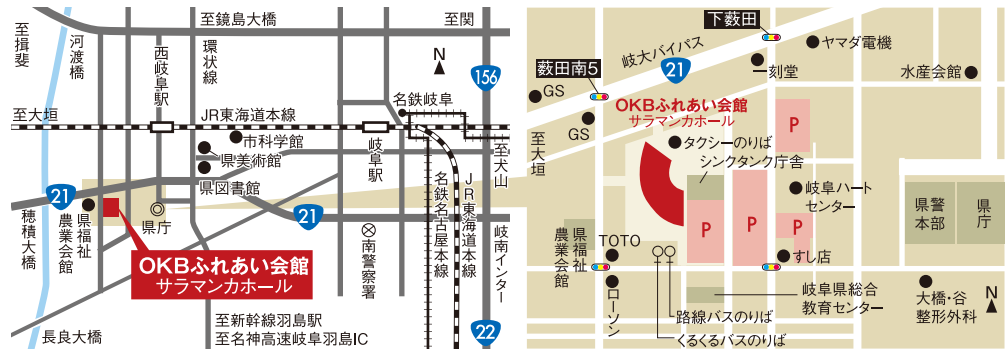 至鏡島大橋
至関
至揖斐
河渡橋
西岐阜駅
環状線
N
156
名鉄岐阜
至大垣
JR東海道本線
市科学館
県美術館
県図書館
岐阜駅
至犬山
21
穂積大橋
県福祉
農業会館
県庁
21
南警察署
名鉄名古屋本線
JR東海道本線
岐南インター
OKBふれあい会館
サラマンカホール
長良大橋
至新幹線羽島駅
至名神高速岐阜羽島IC
22
下薮田
ヤマダ電機
岐大バイパス
21
薮田南5
一刻堂
水産会館
GS
GS
OKBふれあい会館
サラマンカホール
P
至大垣
タクシーのりば
シンクタンク庁舎
岐阜ハート
センター
P
P
P
県警
本部
県庁
県福祉
農業会館
TOTO
すし店
ローソン
路線バスのりば
くるくるバスのりば
岐阜県総合
教育センター
大橋・谷
整形外科
N